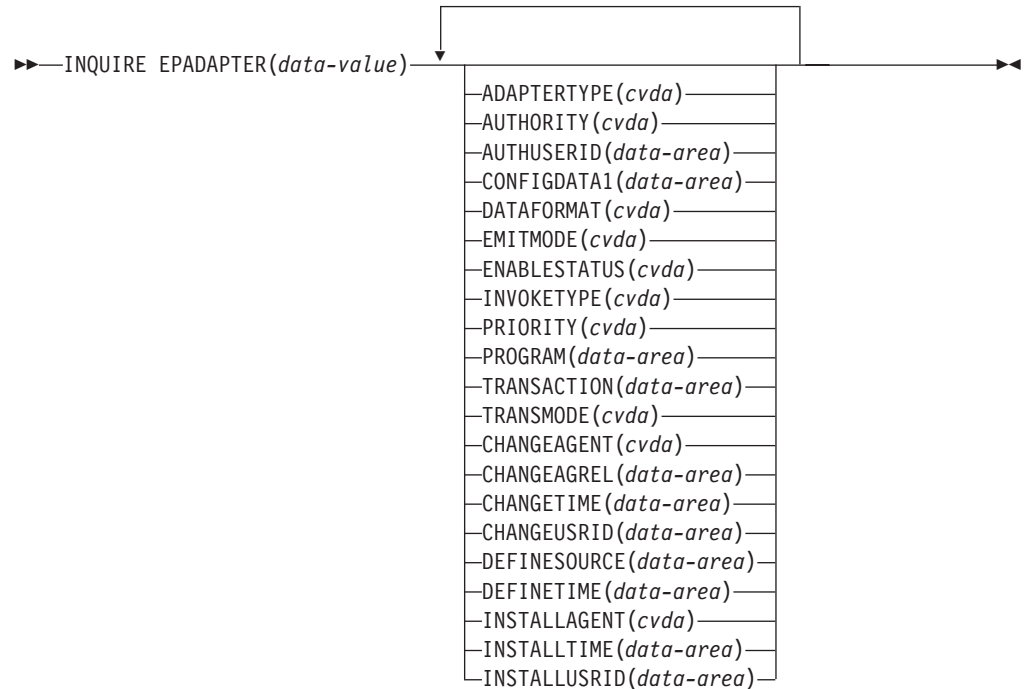 INQUIRE EPADAPTER(data-value)
ADAPTERTYPE(cvda)
AUTHORITY(cvda)
AUTHUSERID(data-area)
CONFIGDATA1(data-area)
DATAFORMAT(cvda)
EMITMODE(cvda)
ENABLESTATUS(cvda)
INVOKETYPE(cvda)
PRIORITY(cvda)
PROGRAM(data-area)
TRANSACTION(data-area)
TRANSMODE(cvda)
CHANGEAGENT(cvda)
CHANGEAGREL(data-area)
CHANGETIME(data-area)
CHANGEUSRID(data-area)
DEFINESOURCE(data-area)
DEFINETIME(data-area)
INSTALLAGENT(cvda)
INSTALLTIME(data-area)
INSTALLUSRID(data-area)